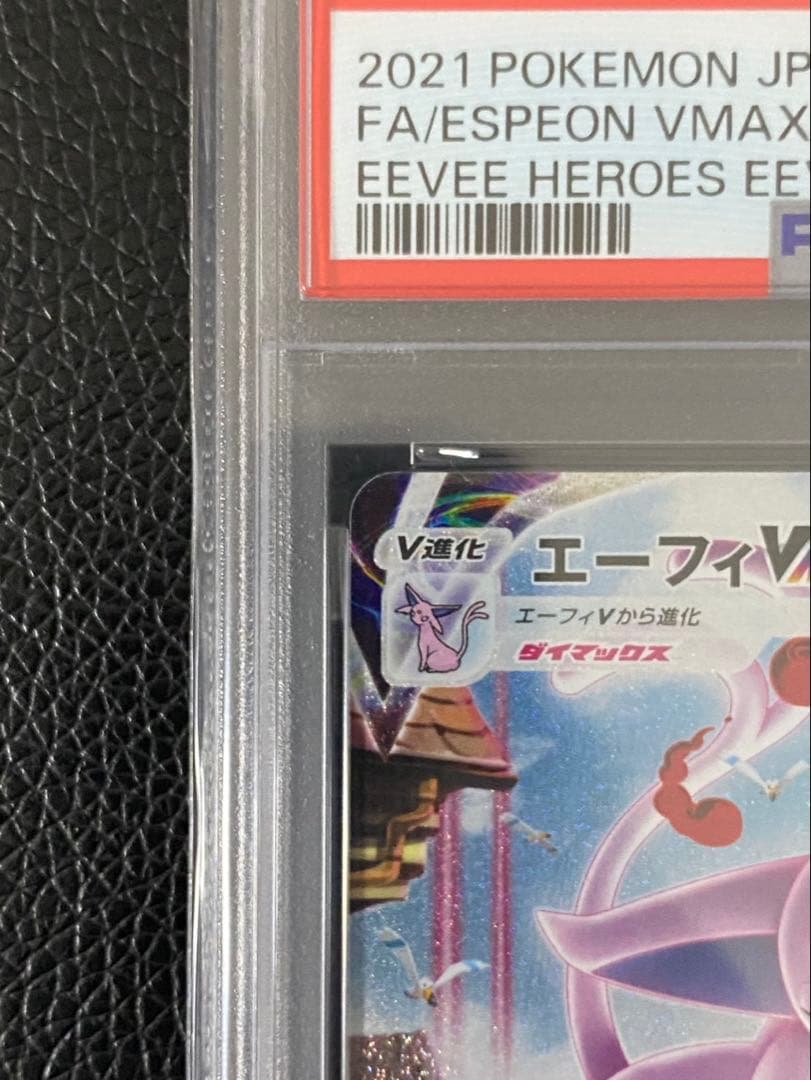 2021 POKEMON JP
FA/ESPEON VMAX
EEVEE HEROES EEV
V進化
エーフィV
エーフィVから進化
ダイマックス